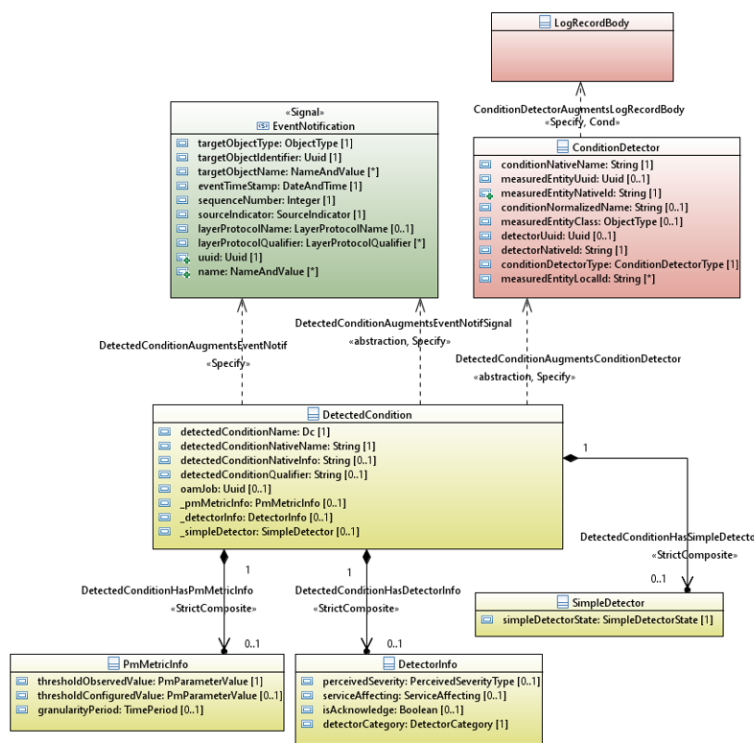 LogRecordBody
ConditionDetectorAugmentsLogRecordBody
«Specify, Cond»
«Signal»
EventNotification
targetObjectType: ObjectType [1]
targetObjectIdentifier: Uuid [1]
targetObjectName: NameAndValue [*]
eventTimeStamp: DateAndTime [1]
sequenceNumber: Integer [1]
sourceIndicator: SourceIndicator [1]
layerProtocolName: LayerProtocolName [0..1]
layerProtocolQualifier: LayerProtocolQualifier [*]
uuid: Uuid [1]
name: NameAndValue [*]
ConditionDetector
conditionNativeName: String [1]
measuredEntityUuid: Uuid [0..1]
measuredEntityNativeId: String [1]
conditionNormalizedName: String [0..1]
measuredEntityClass: ObjectType [0..1]
detectorUuid: Uuid [0..1]
detectorNativeId: String [1]
conditionDetectorType: ConditionDetectorType [1]
measuredEntityLocalId: String [*]
DetectedConditionAugmentsEventNotif
«Specify»
DetectedConditionAugmentsEventNotifSignal
«abstraction, Specify»
DetectedConditionAugmentsConditionDetector
«abstraction, Specify»
DetectedCondition
detectedConditionName: Dc [1]
detectedConditionNativeName: String [1]
detectedConditionNativeInfo: String [0..1]
detectedConditionQualifier: String [0..1]
oamJob: Uuid [0..1]
_pmMetricInfo: PmMetricInfo [0..1]
_detectorInfo: DetectorInfo [0..1]
_simpleDetector: SimpleDetector [0..1]
1
DetectedConditionHasSimpleDetector
«StrictComposite»
0..1
1
DetectedConditionHasPmMetricInfo
«StrictComposite»
0..1
1
DetectedConditionHasDetectorInfo
«StrictComposite»
0..1
SimpleDetector
simpleDetectorState: SimpleDetectorState [1]
PmMetricInfo
thresholdObservedValue: PmParameterValue [1]
thresholdConfiguredValue: PmParameterValue [0..1]
granularityPeriod: TimePeriod [0..1]
DetectorInfo
perceivedSeverity: PerceivedSeverityType [0..1]
serviceAffecting: ServiceAffecting [0..1]
isAcknowledge: Boolean [0..1]
detectorCategory: DetectorCategory [1]